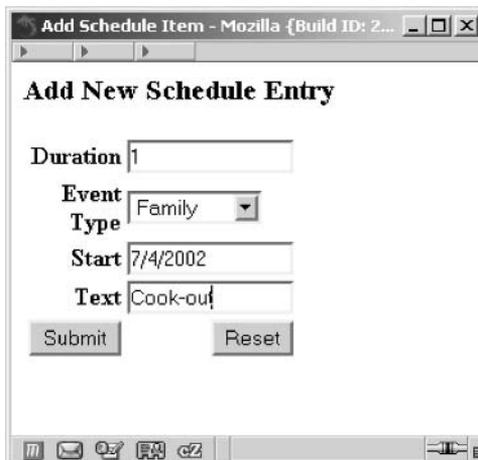 Add Schedule Item - Mozilla {Build ID: 2...
Add New Schedule Entry
Duration 1
Event Type Family
Start 7/4/2002
Text Cook-out
Submit Reset